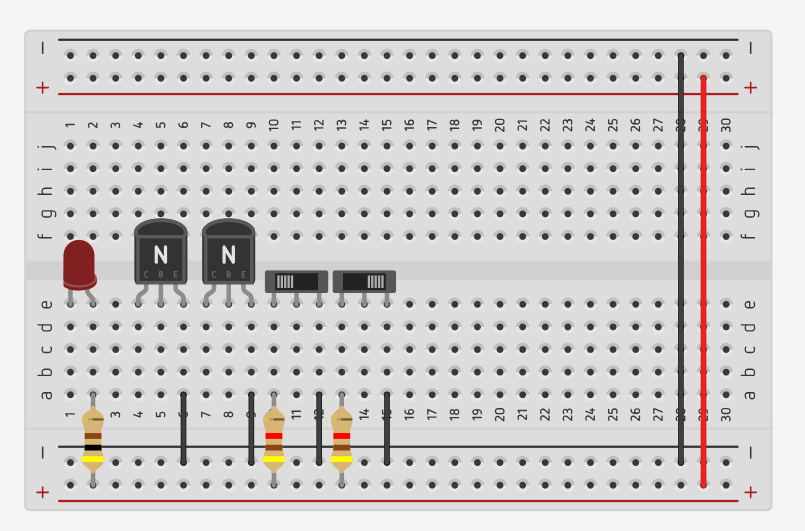 − −
+ +
1 2 3 4 5 6 7 8 9 10 11 12 13 14 15 16 17 18 19 20 21 22 23 24 25 26 27 28 29 30
j j
i i
h h
g g
f f
N N
C B E C B E
e e
d d
c c
b b
a a
1 3 4 5 6 7 8 9 11 12 14 15 16 17 18 19 20 21 22 23 24 25 26 27 28 29 30
− −
+ +